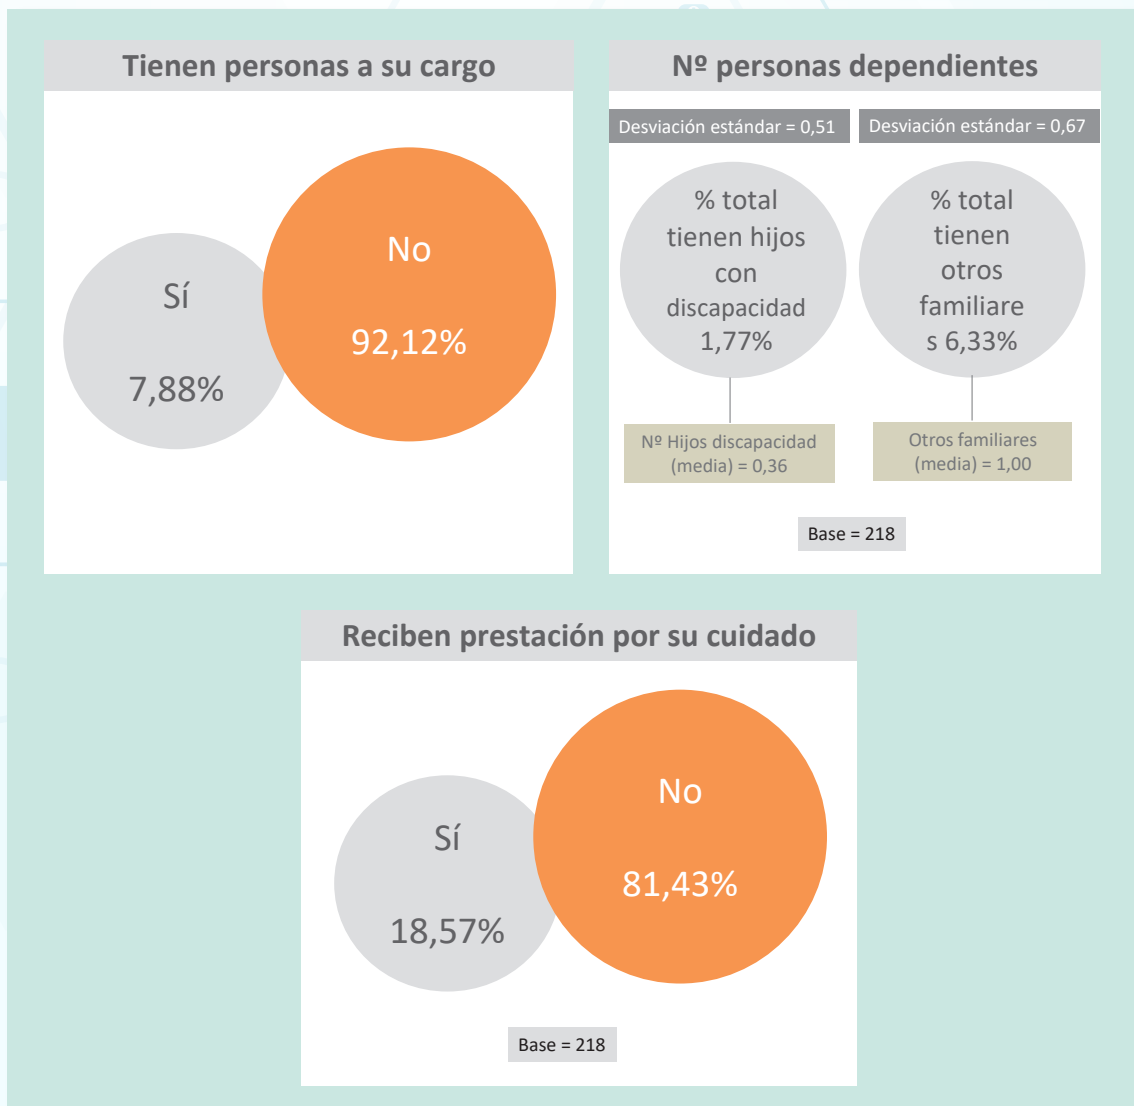 Tienen personas a su cargo
Sí
7,88%
No
92,12%
Nº personas dependientes
Desviación estándar = 0,51
Desviación estándar = 0,67
% total
tienen hijos
con
discapacidad
1,77%
% total
tienen
otros
familiare
s 6,33%
Nº Hijos discapacidad
(media) = 0,36
Otros familiares
(media) = 1,00
Base = 218
Reciben prestación por su cuidado
Sí
18,57%
No
81,43%
Base = 218